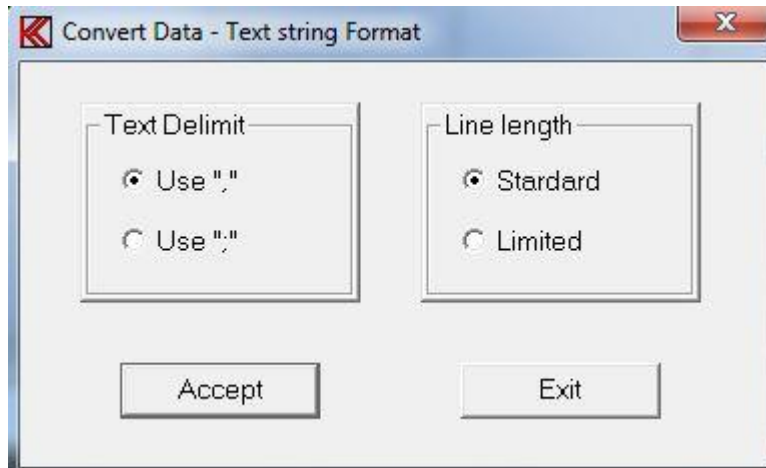 Convert Data - Text string Format
Text Delimit
Use ","
Use ";"
Line length
Stardard
Limited
Accept
Exit